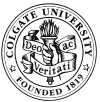 COLGATE UNIVERSITY
Deo ac
Veritati
FOUNDED 1819